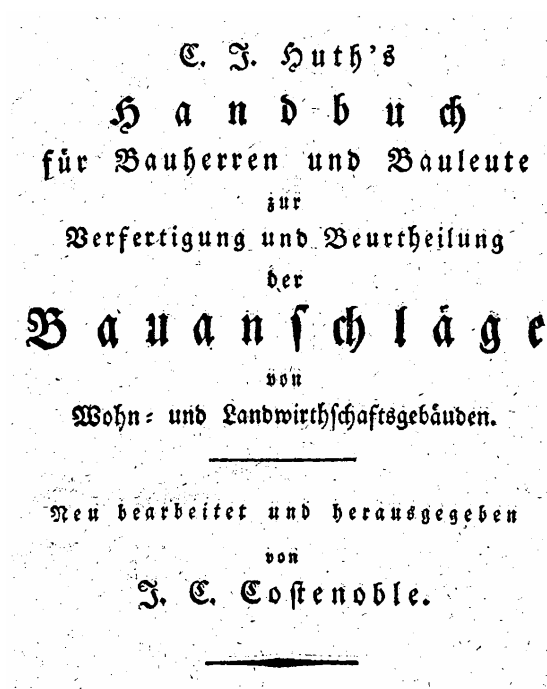 C. J. Huth's
Handbuch
für Bauherren und Bauleute
zur
Verfertigung und Beurtheilung
der
Bauanſchläge
von
Wohn- und Landwirthſchaftsgebäuden.
Neu bearbeitet und herausgegeben
von
J. C. Coſtenoble.